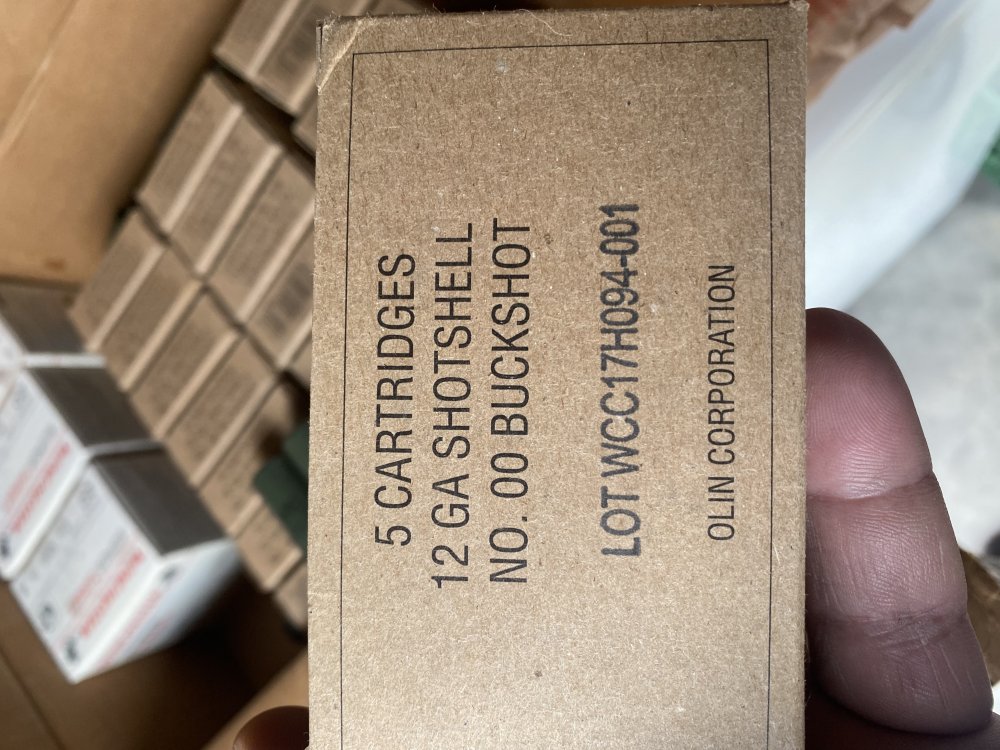 5 CARTRIDGES
12 GA SHOTSHELL
NO. 00 BUCKSHOT
LOT WCC17H094-001
OLIN CORPORATION